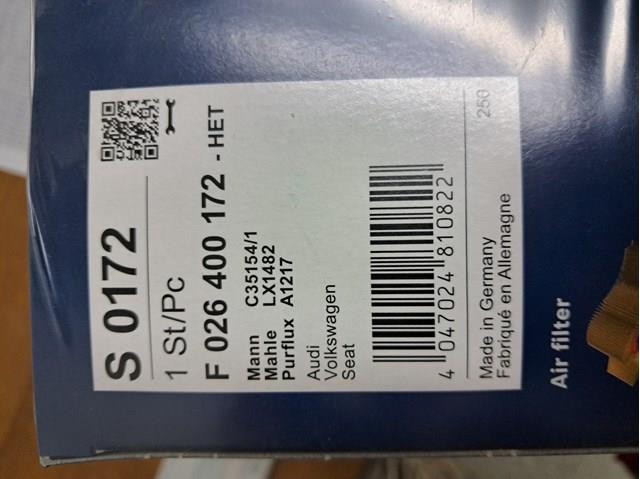 S 0172
1 St/Pc
F 026 400 172 - HET
Mann C35154/1
Mahle LX1482
Purflux A1217
Audi
Volkswagen
Seat
4 047024 810822
Made in Germany
Fabriqué en Allemagne
250
Air filter